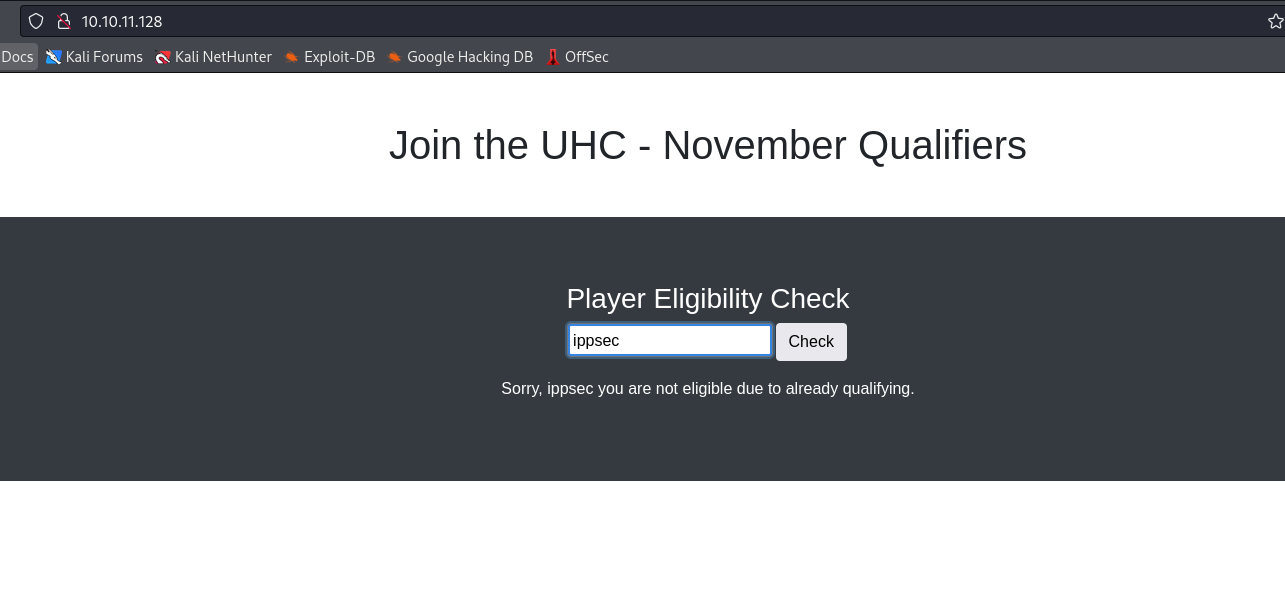 10.10.11.128
Docs Kali Forums Kali NetHunter Exploit-DB Google Hacking DB OffSec
Join the UHC - November Qualifiers
Player Eligibility Check
ippsec Check
Sorry, ippsec you are not eligible due to already qualifying.